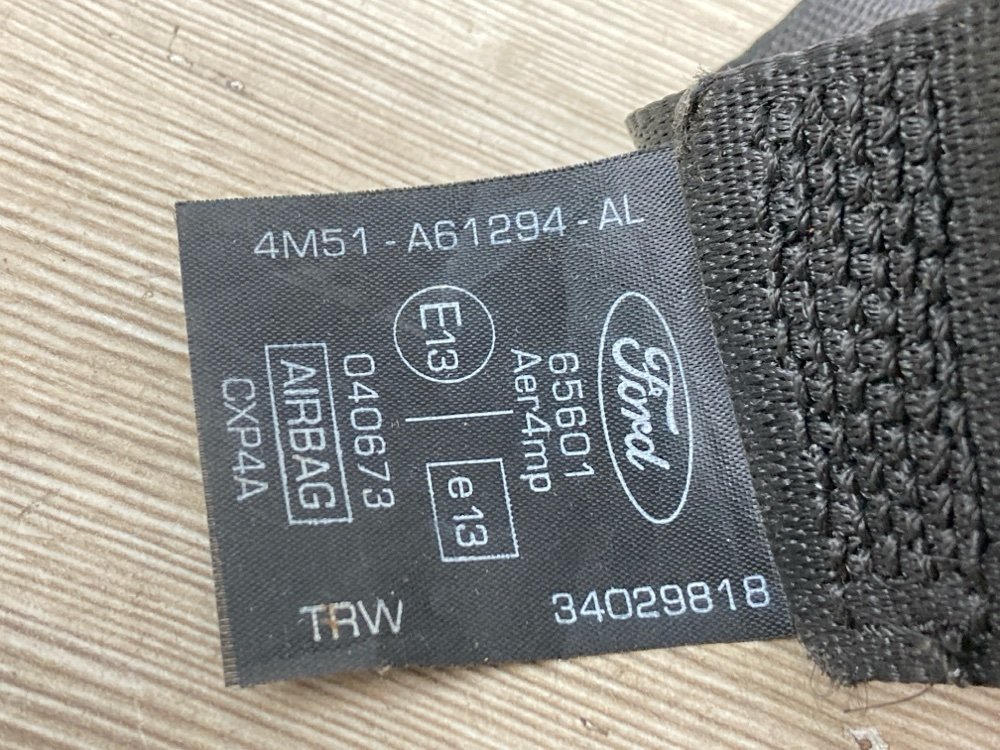 4M51-A61294-AL
Ford
65601
Aer4mp
E13
e13
040673
AIRBAG
CXP4A
TRW
34029818